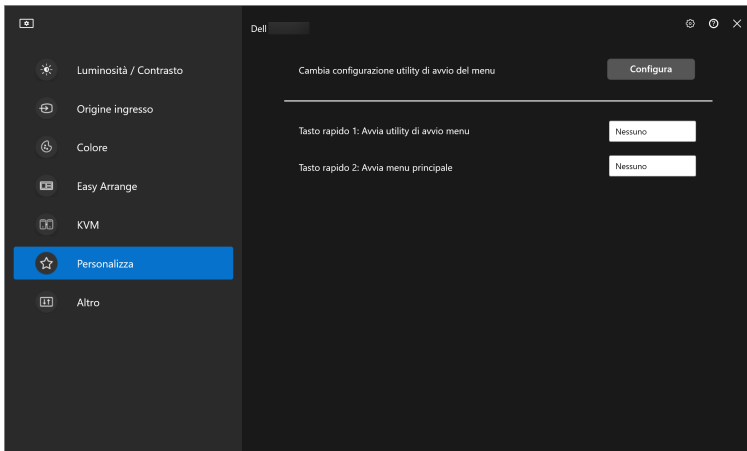 Dell
Luminosità / Contrasto
Origine ingresso
Colore
Easy Arrange
KVM
Personalizza
Altro
Cambia configurazione utility di avvio del menu
Configura
Tasto rapido 1: Avvia utility di avvio menu
Nessuno
Tasto rapido 2: Avvia menu principale
Nessuno